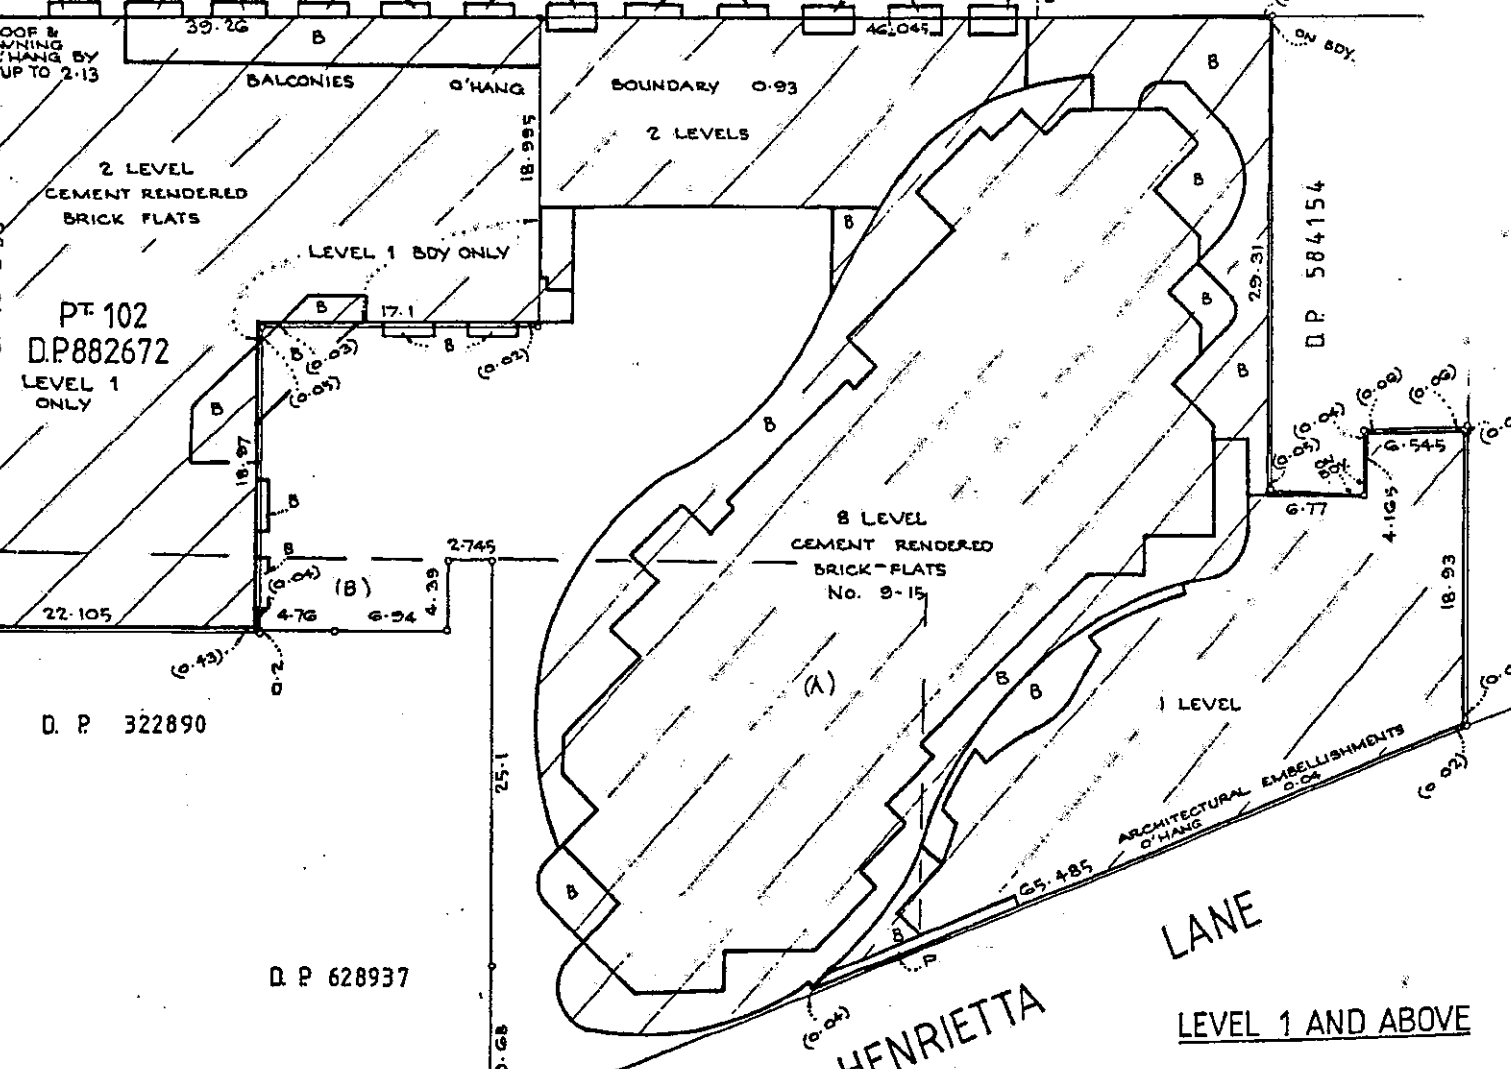 39.26
B
46.045
ON BDY.
OOF &
WNING
'HANG BY
UP TO 2.13
BALCONIES O'HANG BOUNDARY 0.93
B
2 LEVELS
18.995
2 LEVEL
CEMENT RENDERED
BRICK FLATS
B
B
LEVEL 1 BDY ONLY
D.P. 584154
29.31
PT. 102
D.P.882672
LEVEL 1
ONLY
B
17.1
B
B
(0.03)
(0.02)
(0.05)
B
B
B
B
18.97
(0.04)
(0.09)
(0.06)
6.545
(0.05)
ON
BDY.
6.77
4.165
B
8 LEVEL
CEMENT RENDERED
BRICK FLATS
No. 9-15
B
2.745
(0.04)
(B)
4.39
22.105
4.76
6.94
18.93
(0.43)
0.2
(A)
B
B
1 LEVEL
D. P. 322890
25.1
ARCHITECTURAL EMBELLISHMENTS
O'HANG 0.04
(0.02)
65.485
B
B
P
LANE
D. P. 628937
(0.04)
HENRIETTA
LEVEL 1 AND ABOVE